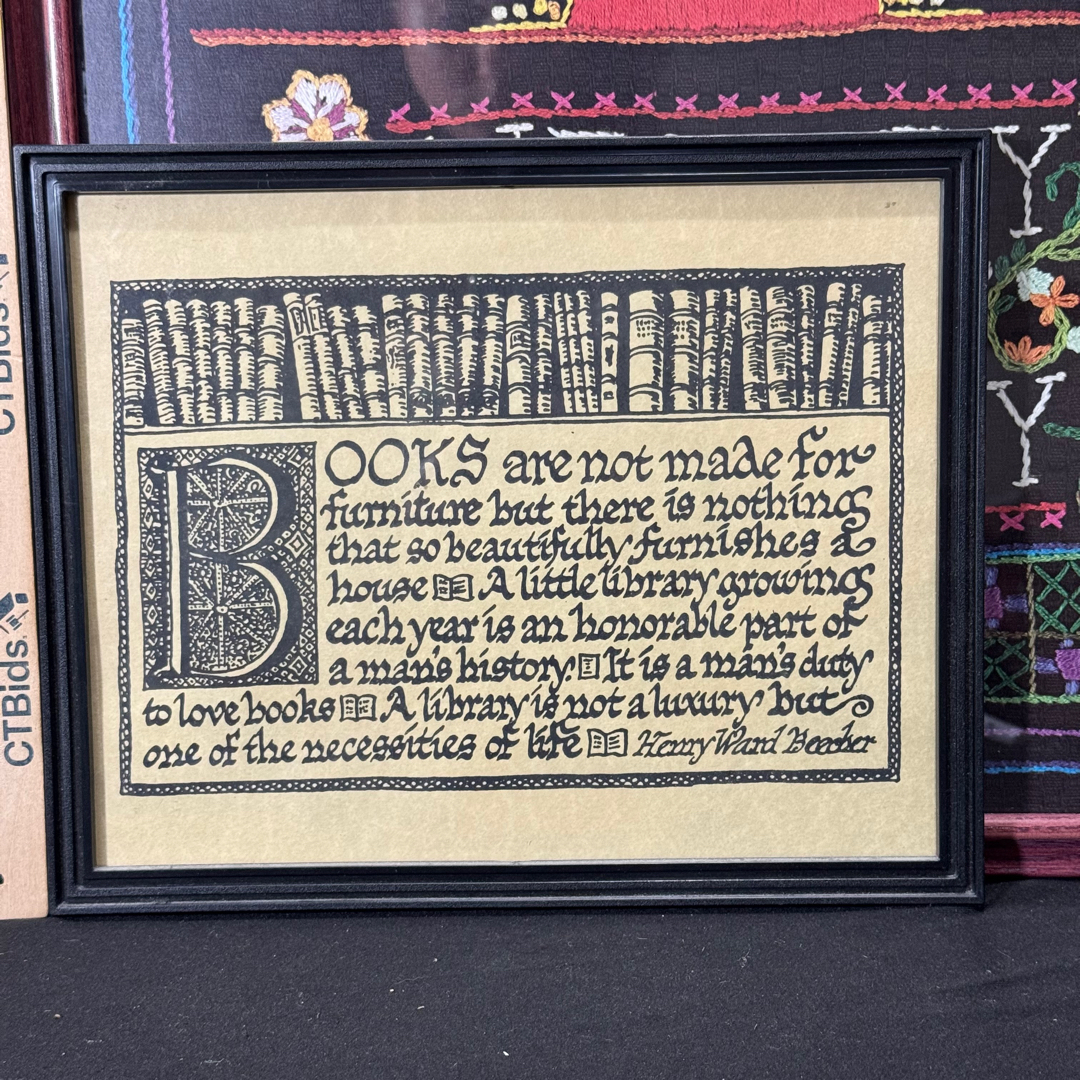 BOOKS are not made for
furniture but there is nothing
that so beautifully furnishes a
house A little library growing
each year is an honorable part of
a man's history. It is a man's duty
to love books A library is not a luxury but
one of the necessities of life Henry Ward Beecher
CTBids
CTBids
Y
Y